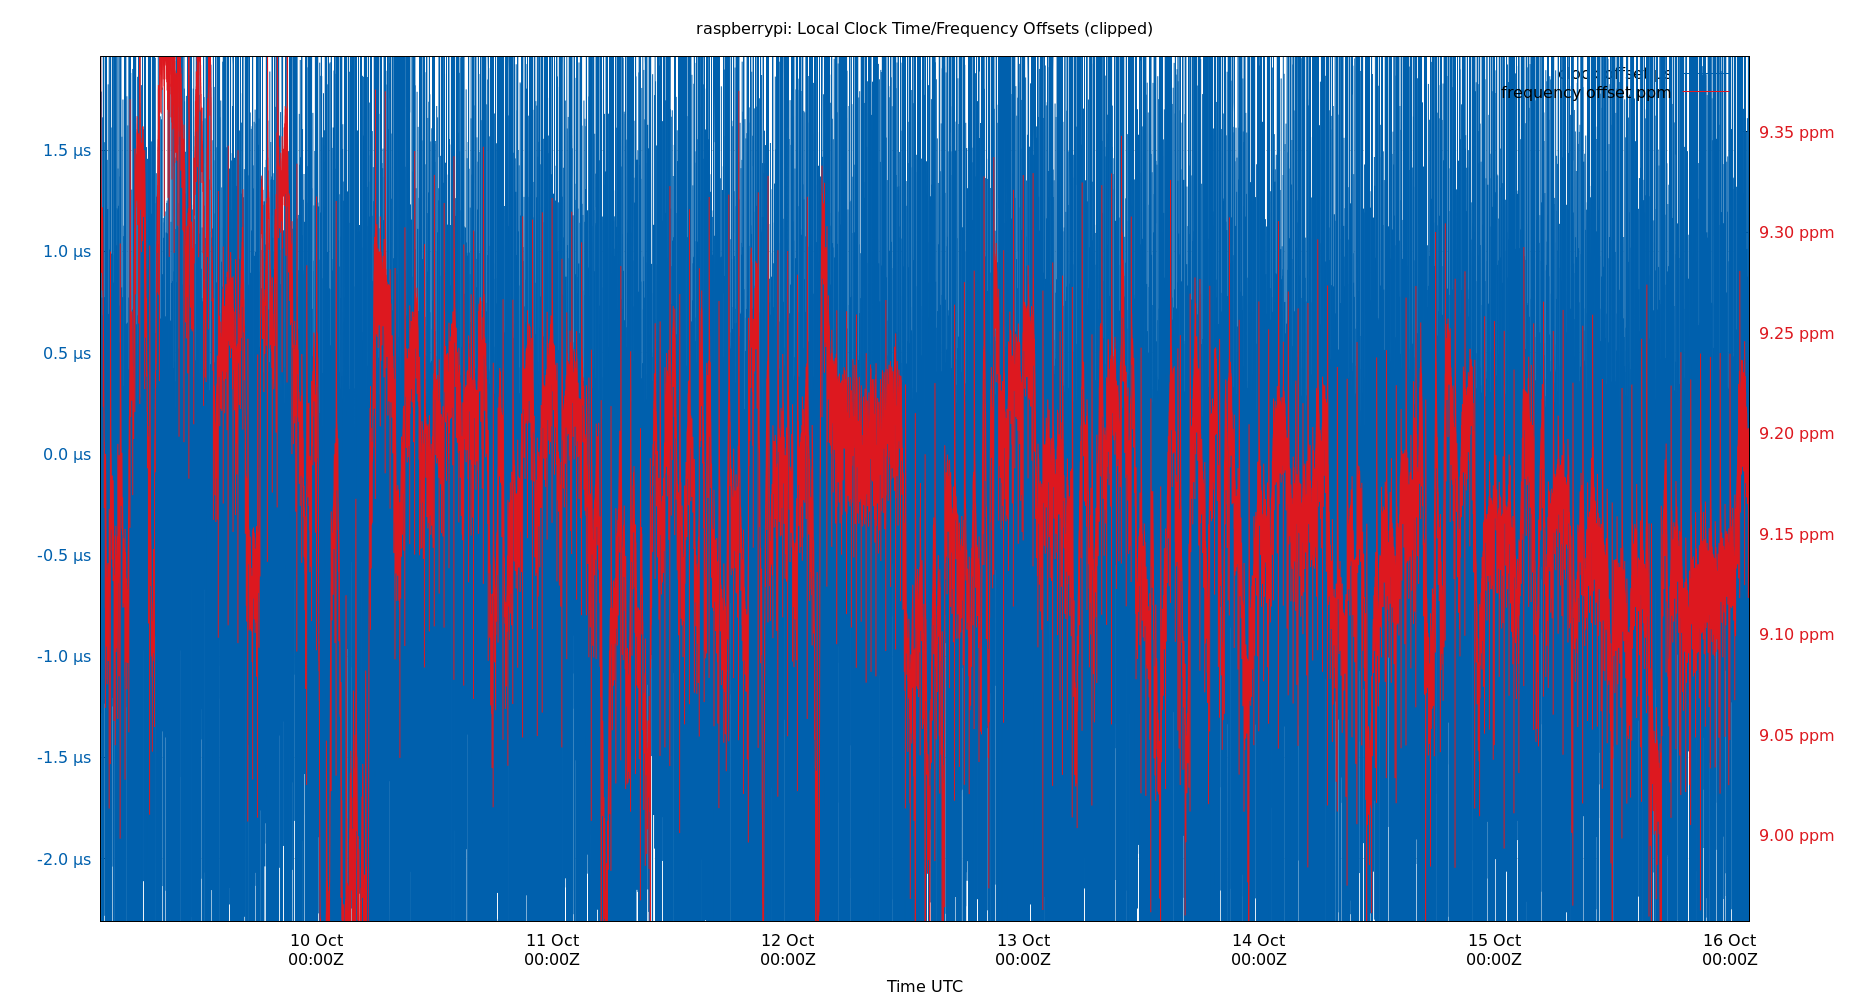 raspberrypi: Local Clock Time/Frequency Offsets (clipped)
clock offset µs
frequency offset ppm
1.5 µs
1.0 µs
0.5 µs
0.0 µs
-0.5 µs
-1.0 µs
-1.5 µs
-2.0 µs
9.35 ppm
9.30 ppm
9.25 ppm
9.20 ppm
9.15 ppm
9.10 ppm
9.05 ppm
9.00 ppm
10 Oct 11 Oct 12 Oct 13 Oct 14 Oct 15 Oct 16 Oct
00:00Z 00:00Z 00:00Z 00:00Z 00:00Z 00:00Z 00:00Z
Time UTC